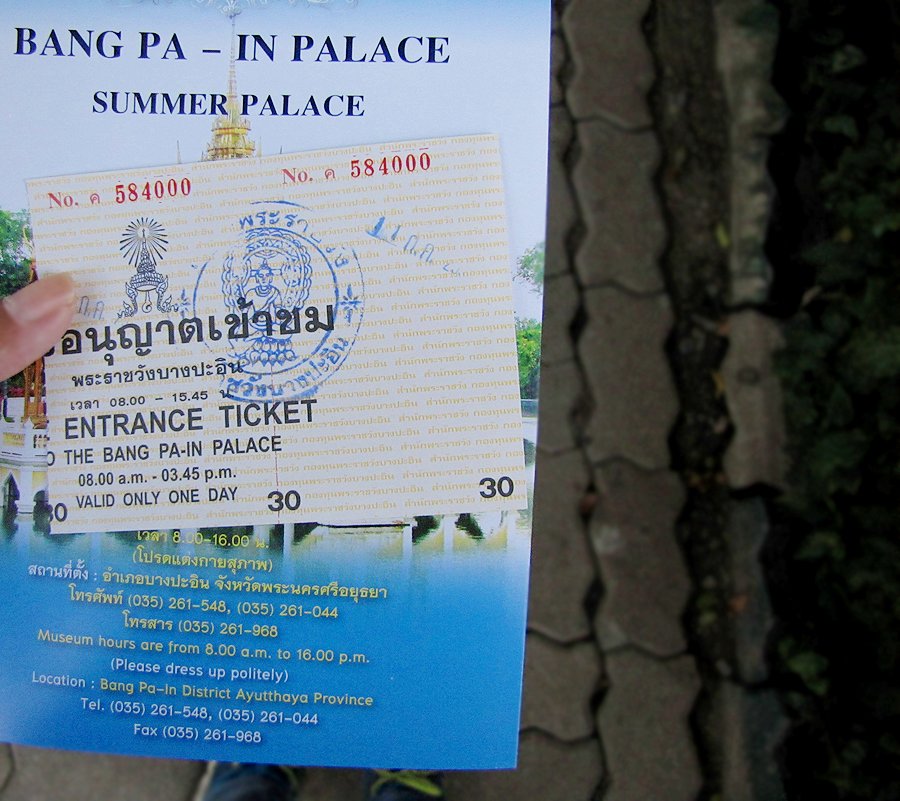 BANG PA – IN PALACE
SUMMER PALACE
No. ค 584000
No. ค 584000
พระรา
ก.ค.
อนุญาตเข้าชม
พระราชวังบางปะอิน
เวลา 08.00 – 15.45 น
ENTRANCE TICKET
THE BANG PA-IN PALACE
08.00 a.m. - 03.45 p.m.
VALID ONLY ONE DAY
30
30
เวลา 8.00-16.00 น.
(โปรดแต่งกายสุภาพ)
สถานที่ตั้ง : อำเภอบางปะอิน จังหวัดพระนครศรีอยุธยา
โทรศัพท์ (035) 261-548, (035) 261-044
โทรสาร (035) 261-968
Museum hours are from 8.00 a.m. to 16.00 p.m.
(Please dress up politely)
Location : Bang Pa-In District Ayutthaya Province
Tel. (035) 261-548, (035) 261-044
Fax (035) 261-968